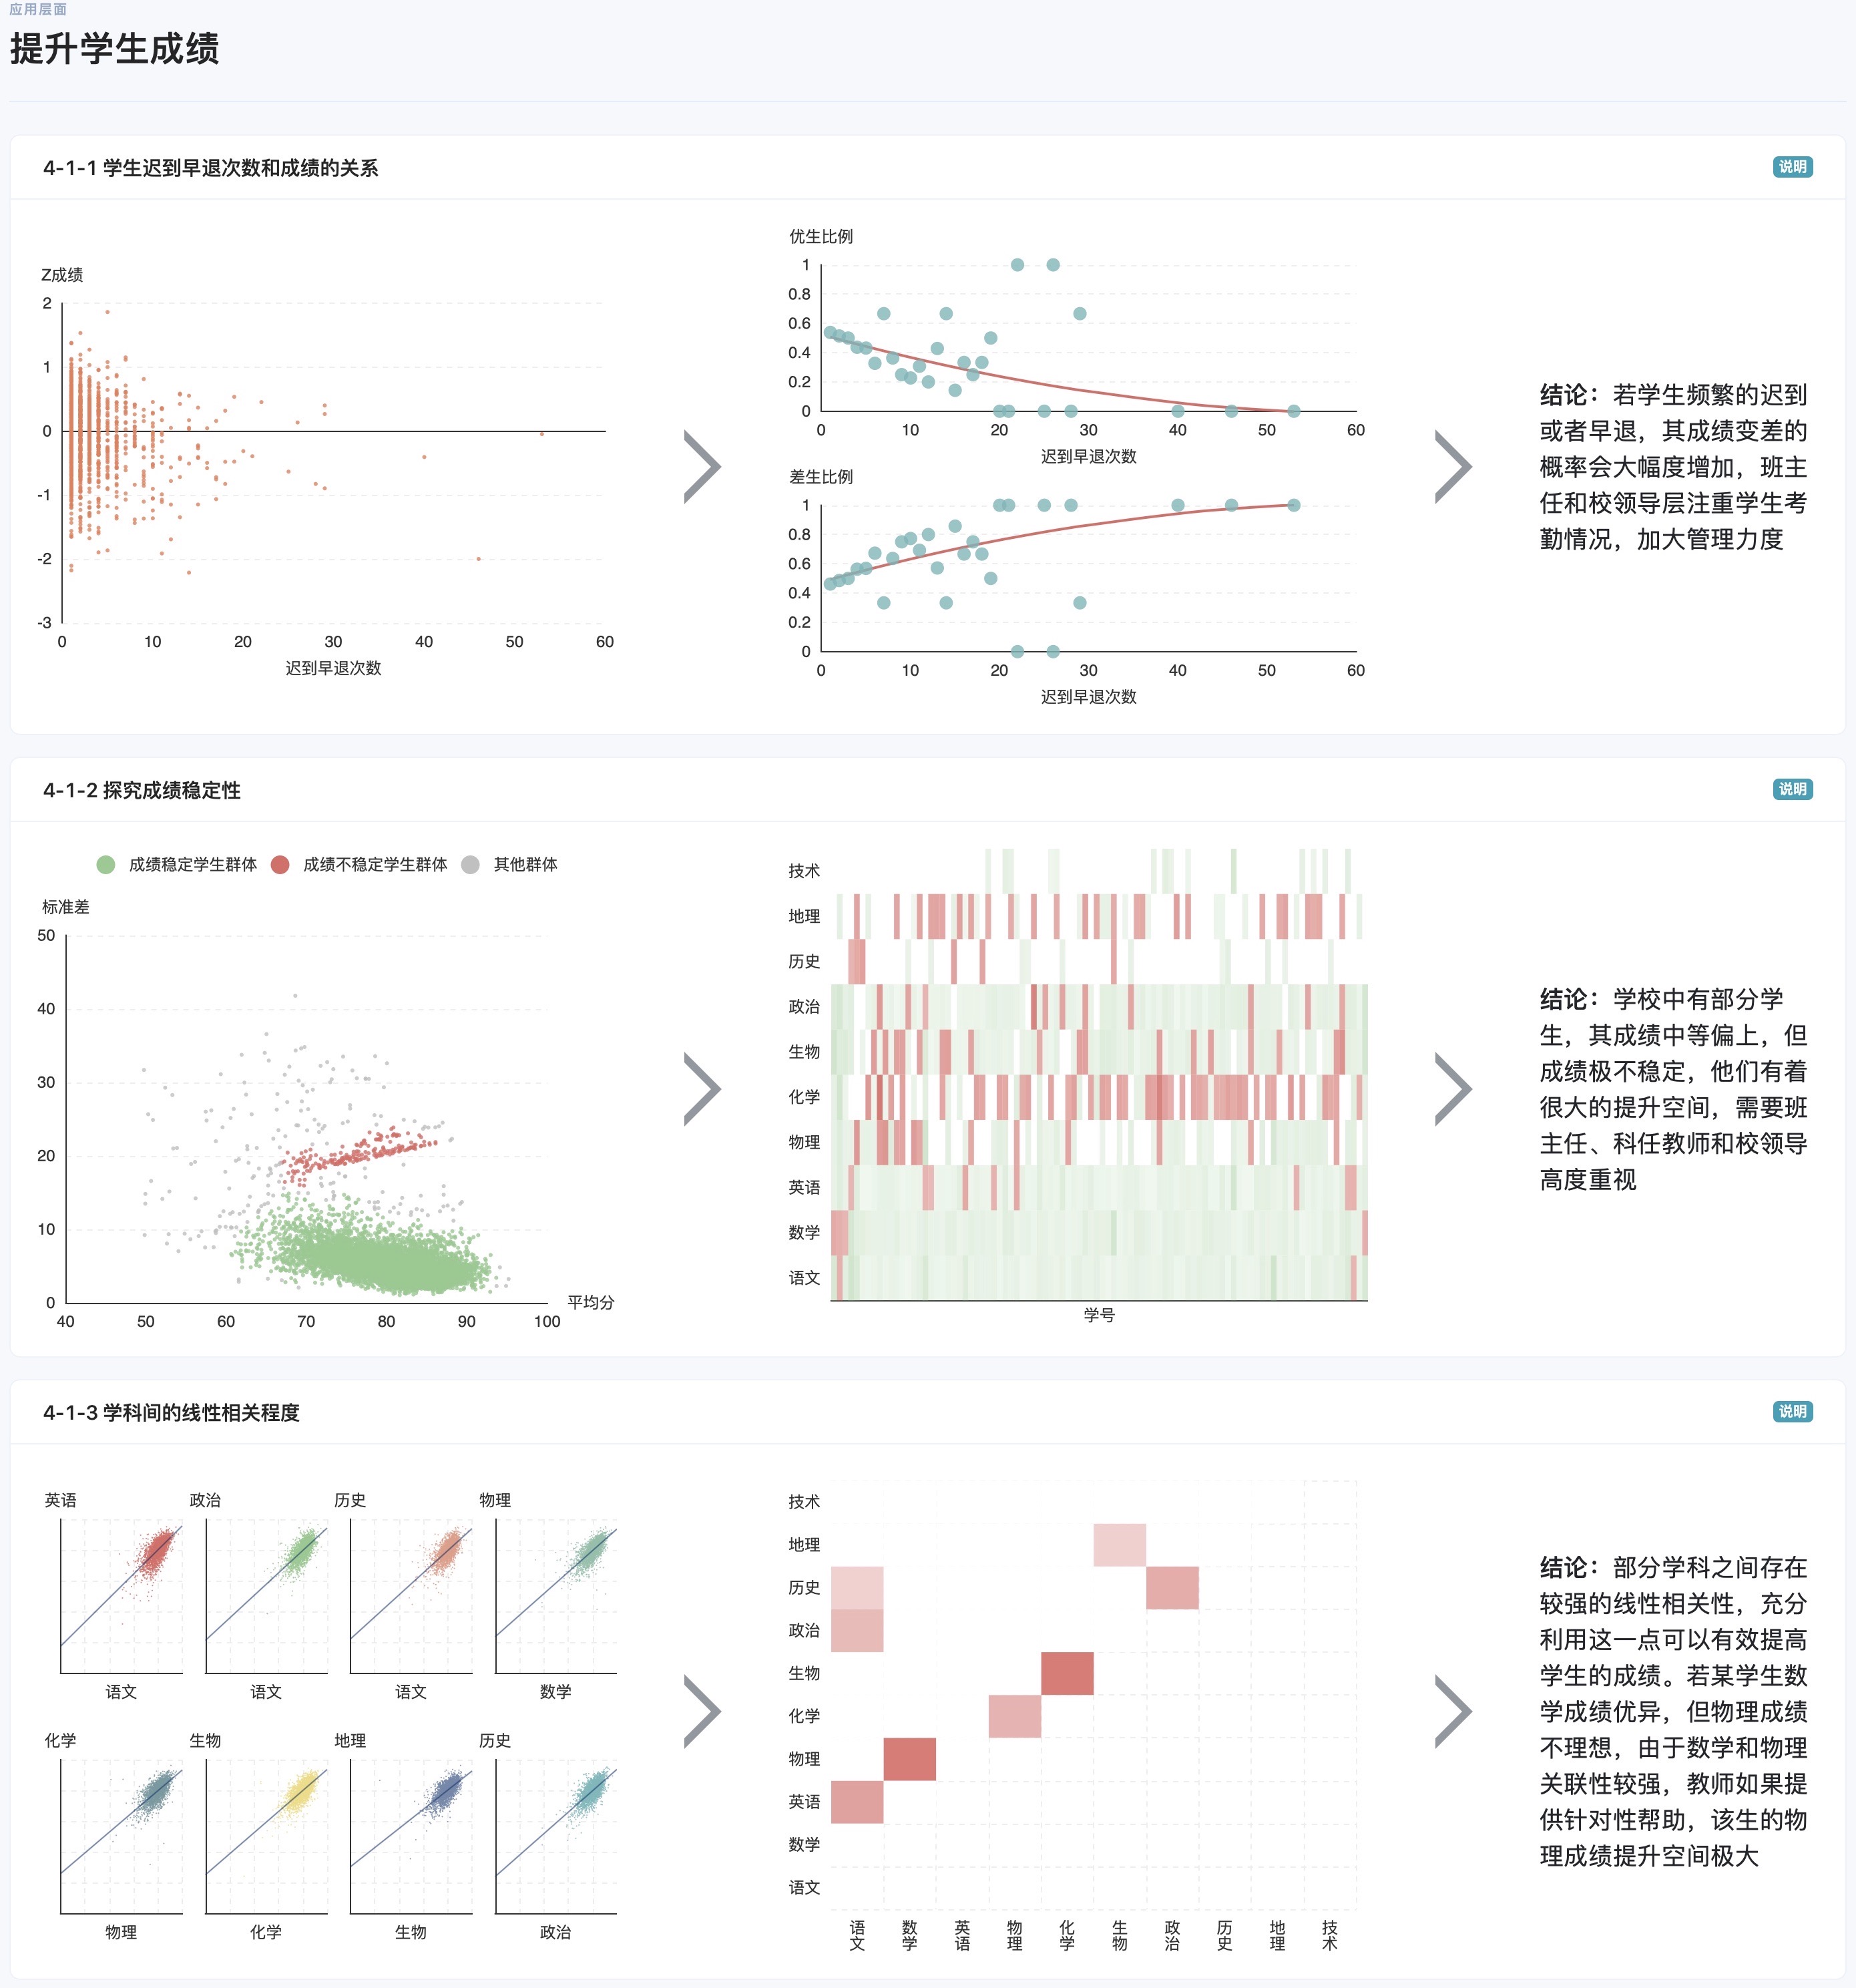 应用层面
提升学生成绩
4-1-1 学生迟到早退次数和成绩的关系
说明
Z成绩
2
1
0
-1
-2
-3
0 10 20 30 40 50 60
迟到早退次数
优生比例
1
0.8
0.6
0.4
0.2
0
0 10 20 30 40 50 60
迟到早退次数
差生比例
1
0.8
0.6
0.4
0.2
0
0 10 20 30 40 50 60
迟到早退次数
结论：若学生频繁的迟到
或者早退，其成绩变差的
概率会大幅度增加，班主
任和校领导层注重学生考
勤情况，加大管理力度
4-1-2 探究成绩稳定性
说明
成绩稳定学生群体 成绩不稳定学生群体 其他群体
标准差
50
40
30
20
10
0
40 50 60 70 80 90 100
平均分
技术
地理
历史
政治
生物
化学
物理
英语
数学
语文
学号
结论：学校中有部分学
生，其成绩中等偏上，但
成绩极不稳定，他们有着
很大的提升空间，需要班
主任、科任教师和校领导
高度重视
4-1-3 学科间的线性相关程度
说明
英语 政治 历史 物理
语文 语文 语文 数学
化学 生物 地理 历史
物理 化学 生物 政治
技术
地理
历史
政治
生物
化学
物理
英语
数学
语文
语文 数学 英语 物理 化学 生物 政治 历史 地理 技术
结论：部分学科之间存在
较强的线性相关性，充分
利用这一点可以有效提高
学生的成绩。若某学生数
学成绩优异，但物理成绩
不理想，由于数学和物理
关联性较强，教师如果提
供针对性帮助，该生的物
理成绩提升空间极大